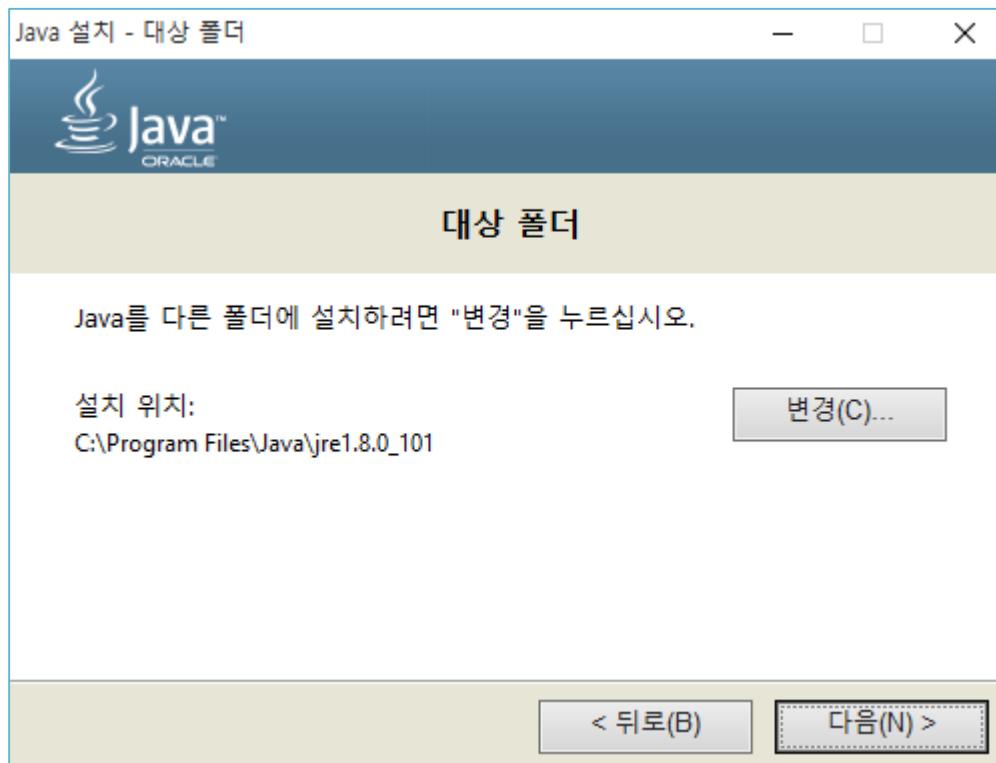 Java 설치 - 대상 폴더
Java™
ORACLE
대상 폴더
Java를 다른 폴더에 설치하려면 "변경"을 누르십시오.
설치 위치:
변경(C)...
C:\Program Files\Java\jre1.8.0_101
< 뒤로(B)
다음(N) >